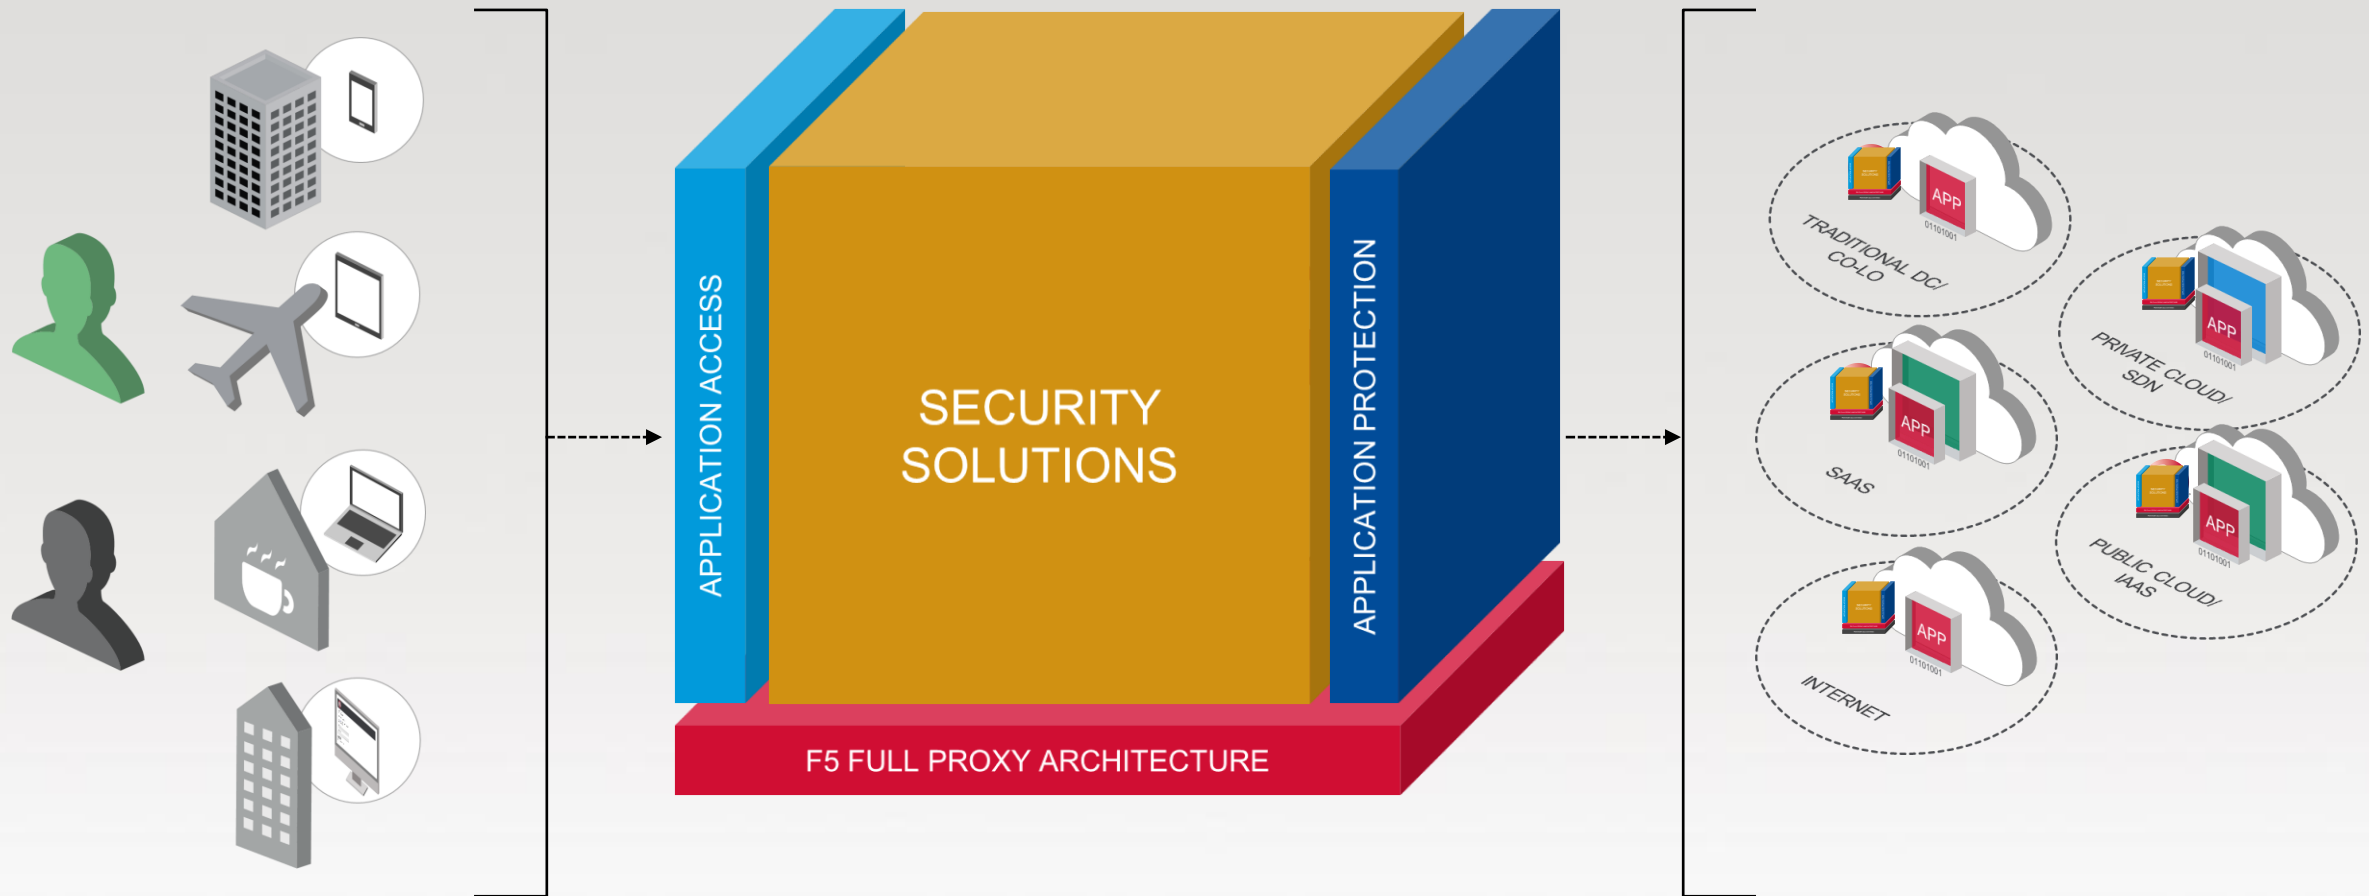 APPLICATION ACCESS
SECURITY
SOLUTIONS
APPLICATION PROTECTION
F5 FULL PROXY ARCHITECTURE
APP
01101001
TRADITIONAL DC/
CO-LO
APP
01101001
PRIVATE CLOUD/
SDN
APP
01101001
SAAS
APP
01101001
PUBLIC CLOUD/
IAAS
APP
01101001
INTERNET